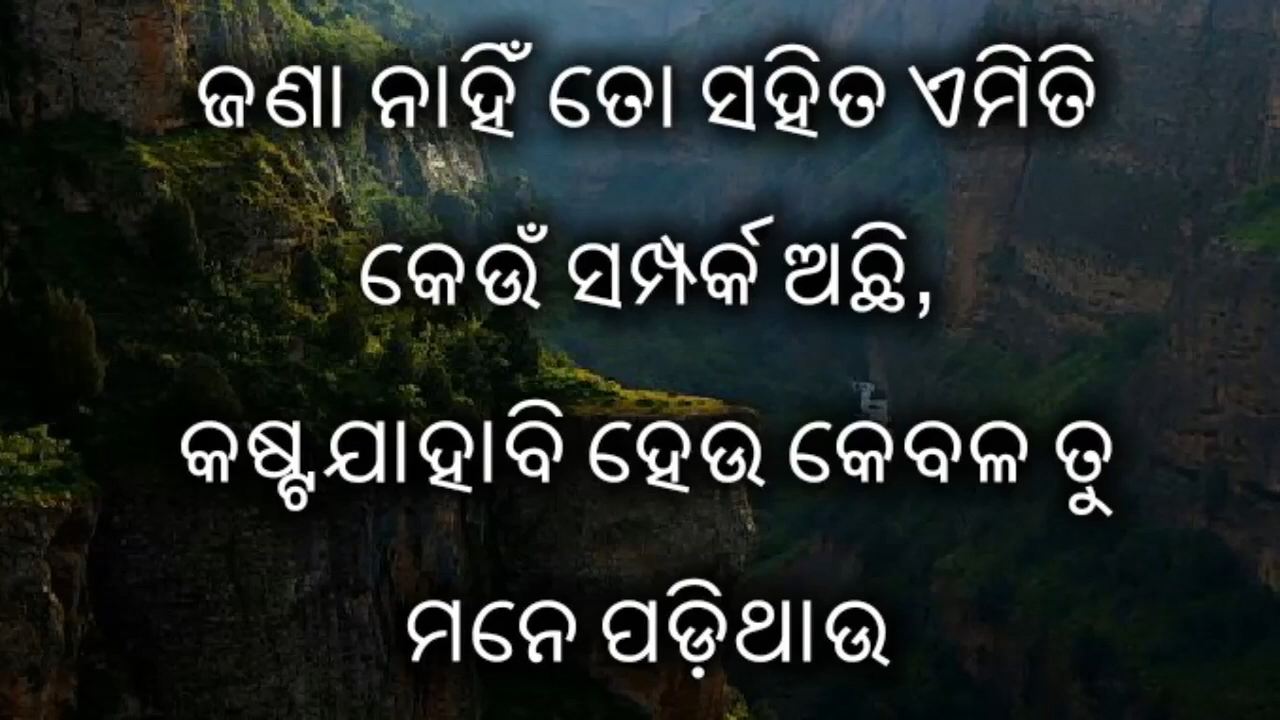 ଜଣା ନାହିଁ ତୋ ସହିତ ଏମିତି
କେଉଁ ସମ୍ପର୍କ ଅଛି,
କଷ୍ଟ ଯାହାବି ହେଉ କେବଳ ତୁ
ମନେ ପଡ଼ିଥାଉ